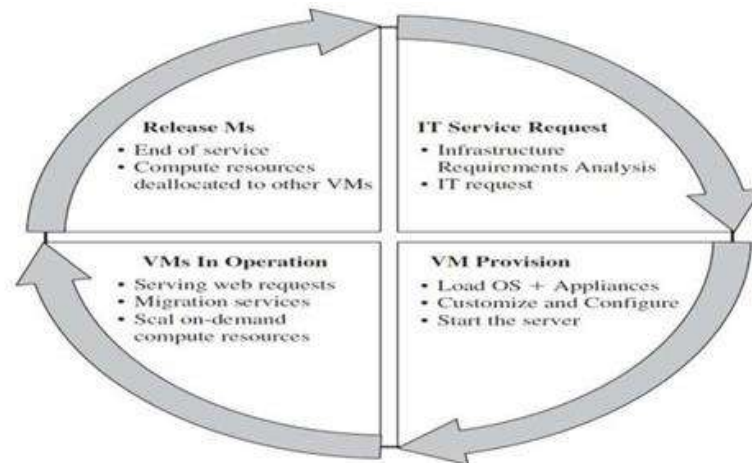 Release Ms
• End of service
• Compute resources
deallocated to other VMs
IT Service Request
• Infrastructure
Requirements Analysis
• IT request
VMs In Operation
• Serving web requests
• Migration services
• Scal on-demand
compute resources
VM Provision
• Load OS + Appliances
• Customize and Configure
• Start the server